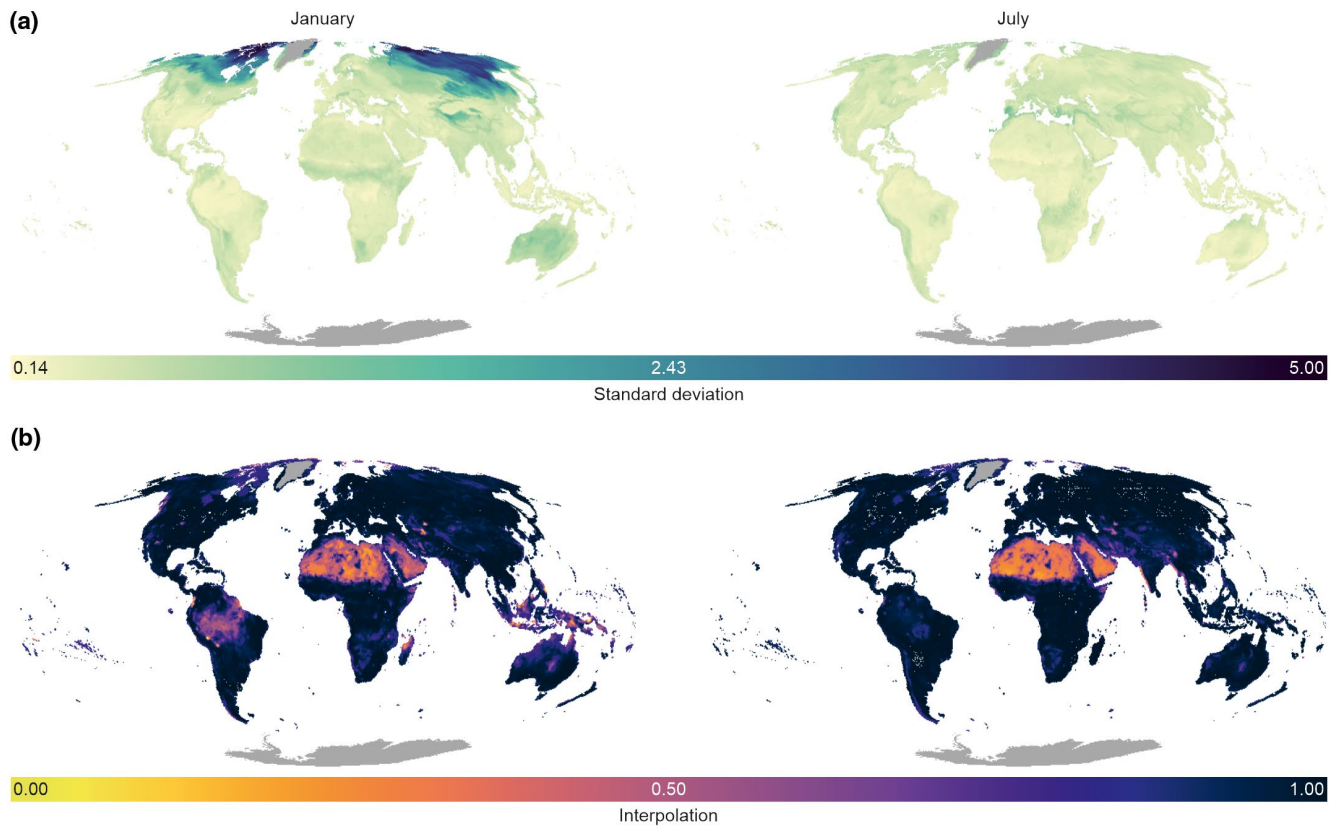 (a)
January
July
0.14 2.43 5.00
Standard deviation
(b)
0.00 0.50 1.00
Interpolation